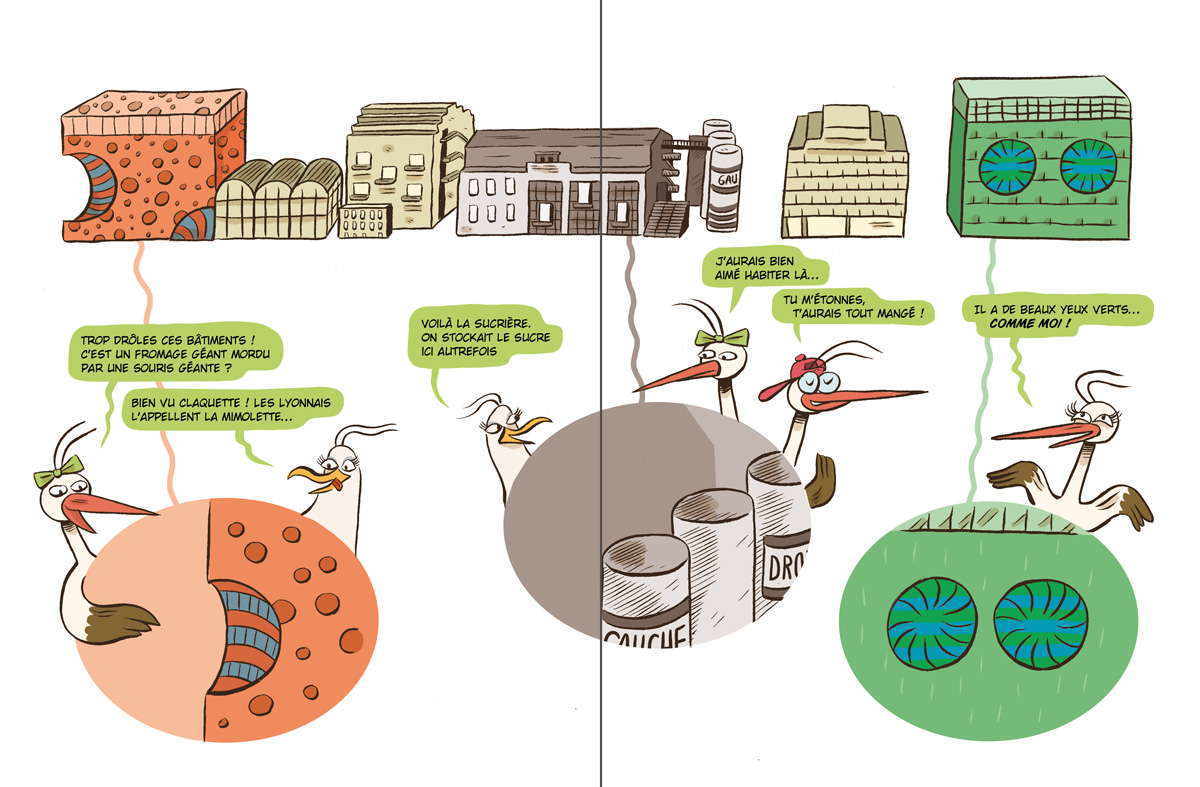 GAU
J'AURAIS BIEN
AIMÉ HABITER LÀ...
TU M'ÉTONNES,
T'AURAIS TOUT MANGÉ !
IL A DE BEAUX YEUX VERTS...
COMME MOI !
VOILÀ LA SUCRIÈRE.
ON STOCKAIT LE SUCRE
ICI AUTREFOIS
TROP DRÔLES CES BÂTIMENTS !
C'EST UN FROMAGE GÉANT MORDU
PAR UNE SOURIS GÉANTE ?
BIEN VU CLAQUETTE ! LES LYONNAIS
L'APPELLENT LA MIMOLETTE...
DRO
GAUCHE